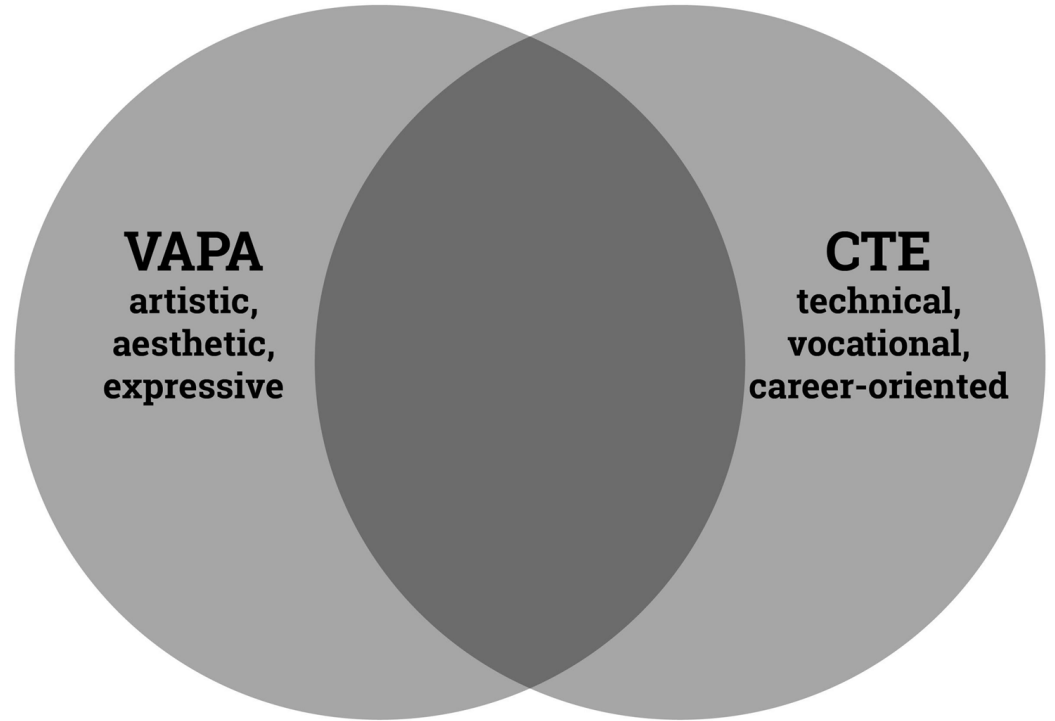 VAPA
artistic,
aesthetic,
expressive
CTE
technical,
vocational,
career-oriented